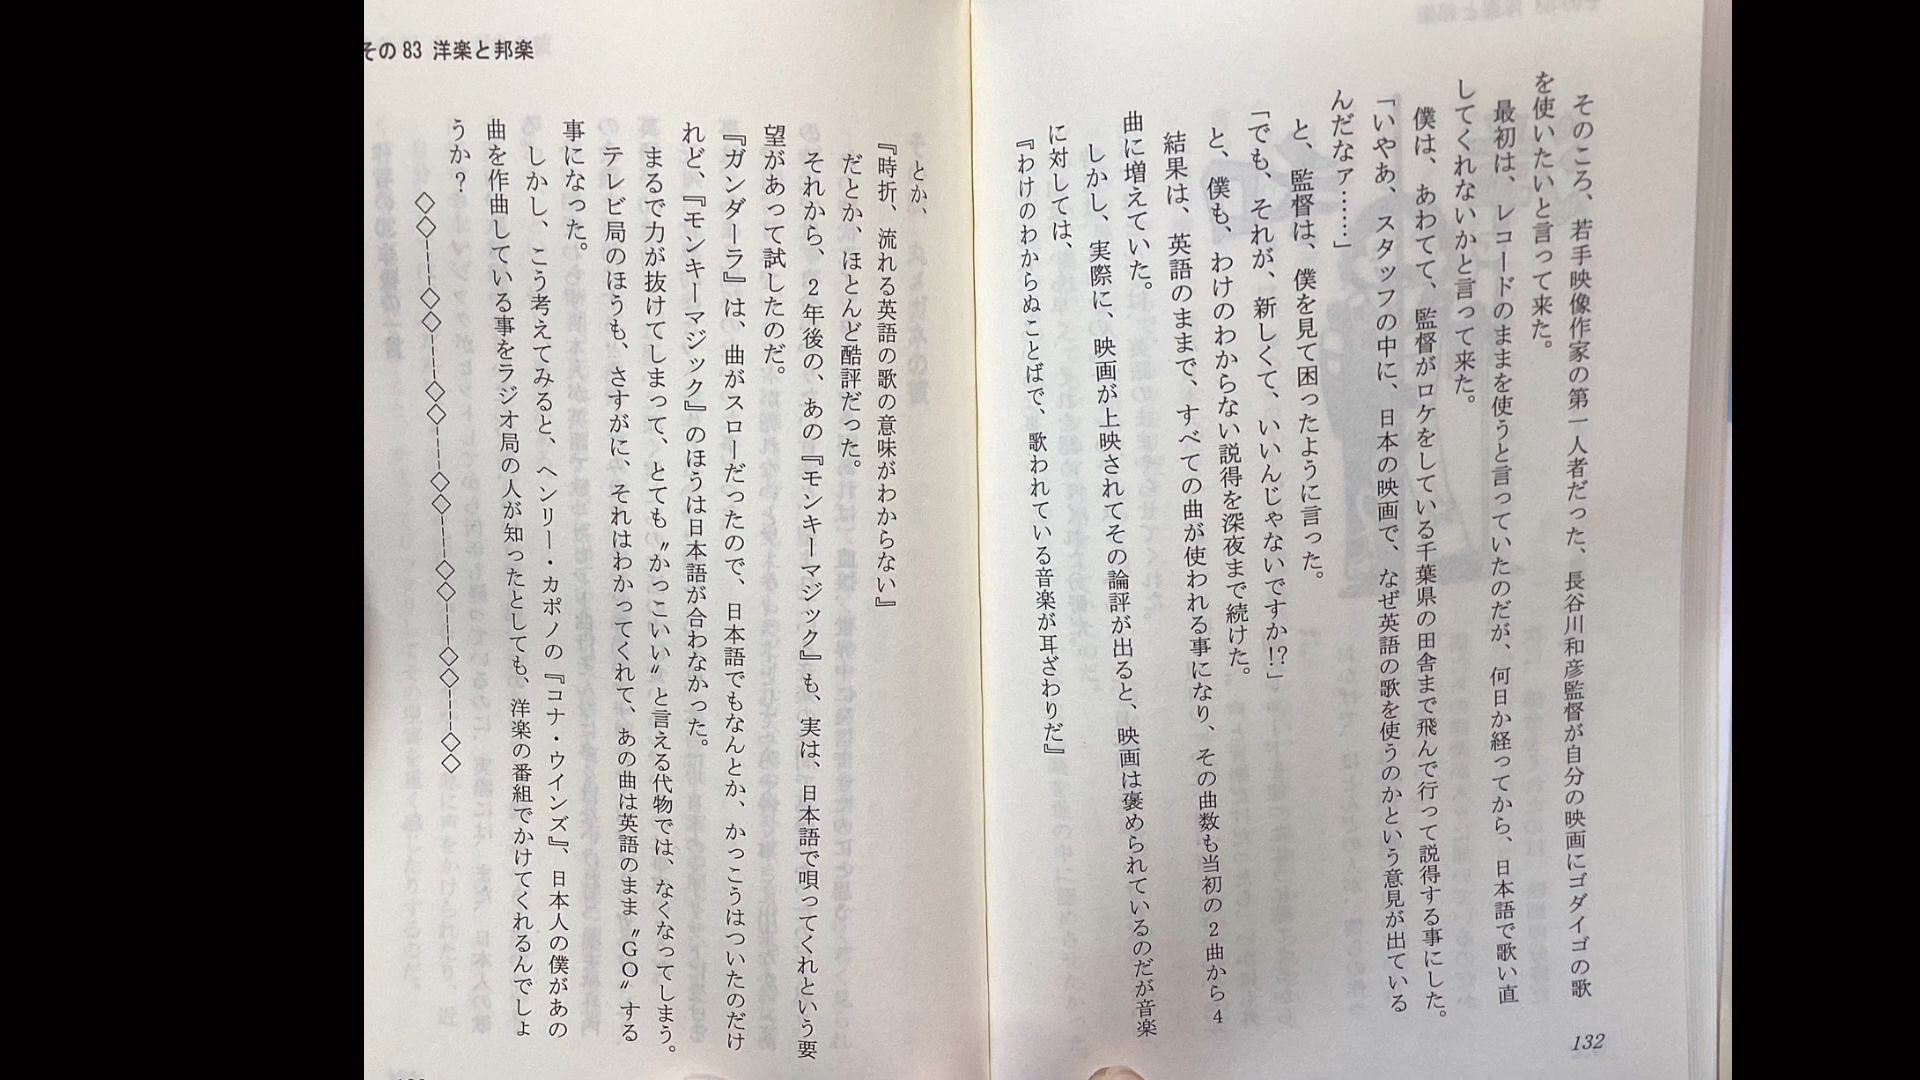 そのころ、若手映像作家の第一人者だった、長谷川和彦監督が自分の映画にゴダイゴの歌
を使いたいと言って来た。
最初は、レコードのままを使うと言っていたのだが、何日か経ってから、日本語で歌い直
してくれないかと言って来た。
僕は、あわてて、監督がロケをしている千葉県の田舎まで飛んで行って説得する事にした。
「いやあ、スタッフの中に、日本の映画で、なぜ英語の歌を使うのかという意見が出ている
んだなァ……」
と、監督は、僕を見て困ったように言った。
「でも、それが、新しくて、いいんじゃないですか!?」
と、僕も、わけのわからない説得を深夜まで続けた。
結果は、英語のままで、すべての曲が使われる事になり、その曲数も当初の2曲から4
曲に増えていた。
しかし、実際に、映画が上映されてその論評が出ると、映画は褒められているのだが音楽
に対しては、
『わけのわからぬことばで、歌われている音楽が耳ざわりだ』
132
その83 洋楽と邦楽
とか、
『時折、流れる英語の歌の意味がわからない』
だとか、ほとんど酷評だった。
それから、2年後の、あの『モンキーマジック』も、実は、日本語で唄ってくれという要
望があって試したのだ。
『ガンダーラ』は、曲がスローだったので、日本語でもなんとか、かっこうはついたのだけ
れど、『モンキーマジック』のほうは日本語が合わなかった。
まるで力が抜けてしまって、とても〝かっこいい〟と言える代物では、なくなってしまう。
テレビ局のほうも、さすがに、それはわかってくれて、あの曲は英語のまま〝GO〟する
事になった。
しかし、こう考えてみると、ヘンリー・カポノの『コナ・ウインズ』、日本人の僕があの
曲を作曲している事をラジオ局の人が知ったとしても、洋楽の番組でかけてくれるんでしょ
うか?
◇◇----◇◇----◇◇----◇◇----◇◇----◇◇----◇◇